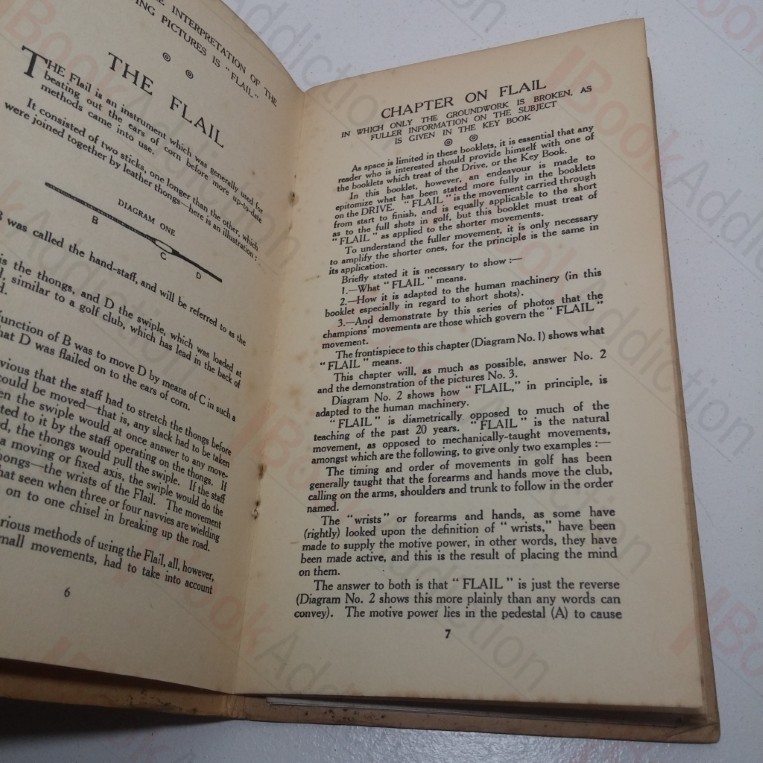 E INTERPRETATION OF THE
ING PICTURES IS "FLAIL"
THE FLAIL
THE Flail is an instrument which was generally used for
beating out the ears of corn before more up-to-date
methods came into use.
It consisted of two sticks, one longer than the other, which
were joined together by leather thongs—here is an illustration :
DIAGRAM ONE
B
C
D
B was called the hand-staff, and will be referred to as the
is the thongs, and D the swiple, which was loaded at
, similar to a golf club, which has lead in the back of
d.
function of B was to move D by means of C in such a
hat D was flailed on to the ears of corn.
vious that the staff had to stretch the thongs before
could be moved—that is, any slack had to be taken
en the swiple would at once answer to any move.
ted to it by the staff operating on the thongs. If
d, the thongs would pull the swiple. If the staff
a moving or fixed axis, the swiple would do the
hongs—the wrists of the Flail. The movement
hat seen when three or four navvies are wielding
on to one chisel in breaking up the road.
rious methods of using the Flail, all, however,
mall movements, had to take into account
6
CHAPTER ON FLAIL
IN WHICH ONLY THE GROUNDWORK IS BROKEN, AS
FULLER INFORMATION ON THE SUBJECT
IS GIVEN IN THE KEY BOOK
As space is limited in these booklets, it is essential that any
reader who is interested should provide himself with one of
the booklets which treat of the Drive, or the Key Book.
In this booklet, however, an endeavour is made to
epitomize what has been stated more fully in the booklets
on the DRIVE. "FLAIL" is the movement carried through
from start to finish, and is equally applicable to the short
as to the full shots in golf, but this booklet must treat of
"FLAIL" as applied to the shorter movements.
To understand the fuller movement, it is only necessary
to amplify the shorter ones, for the principle is the same in
its application.
Briefly stated it is necessary to show :—
1.—What "FLAIL" means.
2.—How it is adapted to the human machinery (in this
booklet especially in regard to short shots).
3.—And demonstrate by this series of photos that the
champions' movements are those which govern the "FLAIL"
movement.
The frontispiece to this chapter (Diagram No. 1) shows what
"FLAIL" means.
This chapter will, as much as possible, answer No. 2
and the demonstration of the pictures No. 3.
Diagram No. 2 shows how "FLAIL," in principle, is
adapted to the human machinery.
"FLAIL" is diametrically opposed to much of the
teaching of the past 20 years. "FLAIL" is the natural
movement, as opposed to mechanically-taught movements,
amongst which are the following, to give only two examples :—
The timing and order of movements in golf has been
generally taught that the forearms and hands move the club,
calling on the arms, shoulders and trunk to follow in the order
named.
The "wrists" or forearms and hands, as some have
(rightly) looked upon the definition of "wrists," have been
made to supply the motive power, in other words, they have
been made active, and this is the result of placing the mind
on them.
The answer to both is that "FLAIL" is just the reverse
(Diagram No. 2 shows this more plainly than any words can
convey). The motive power lies in the pedestal (A) to cause
7
Book Addiction